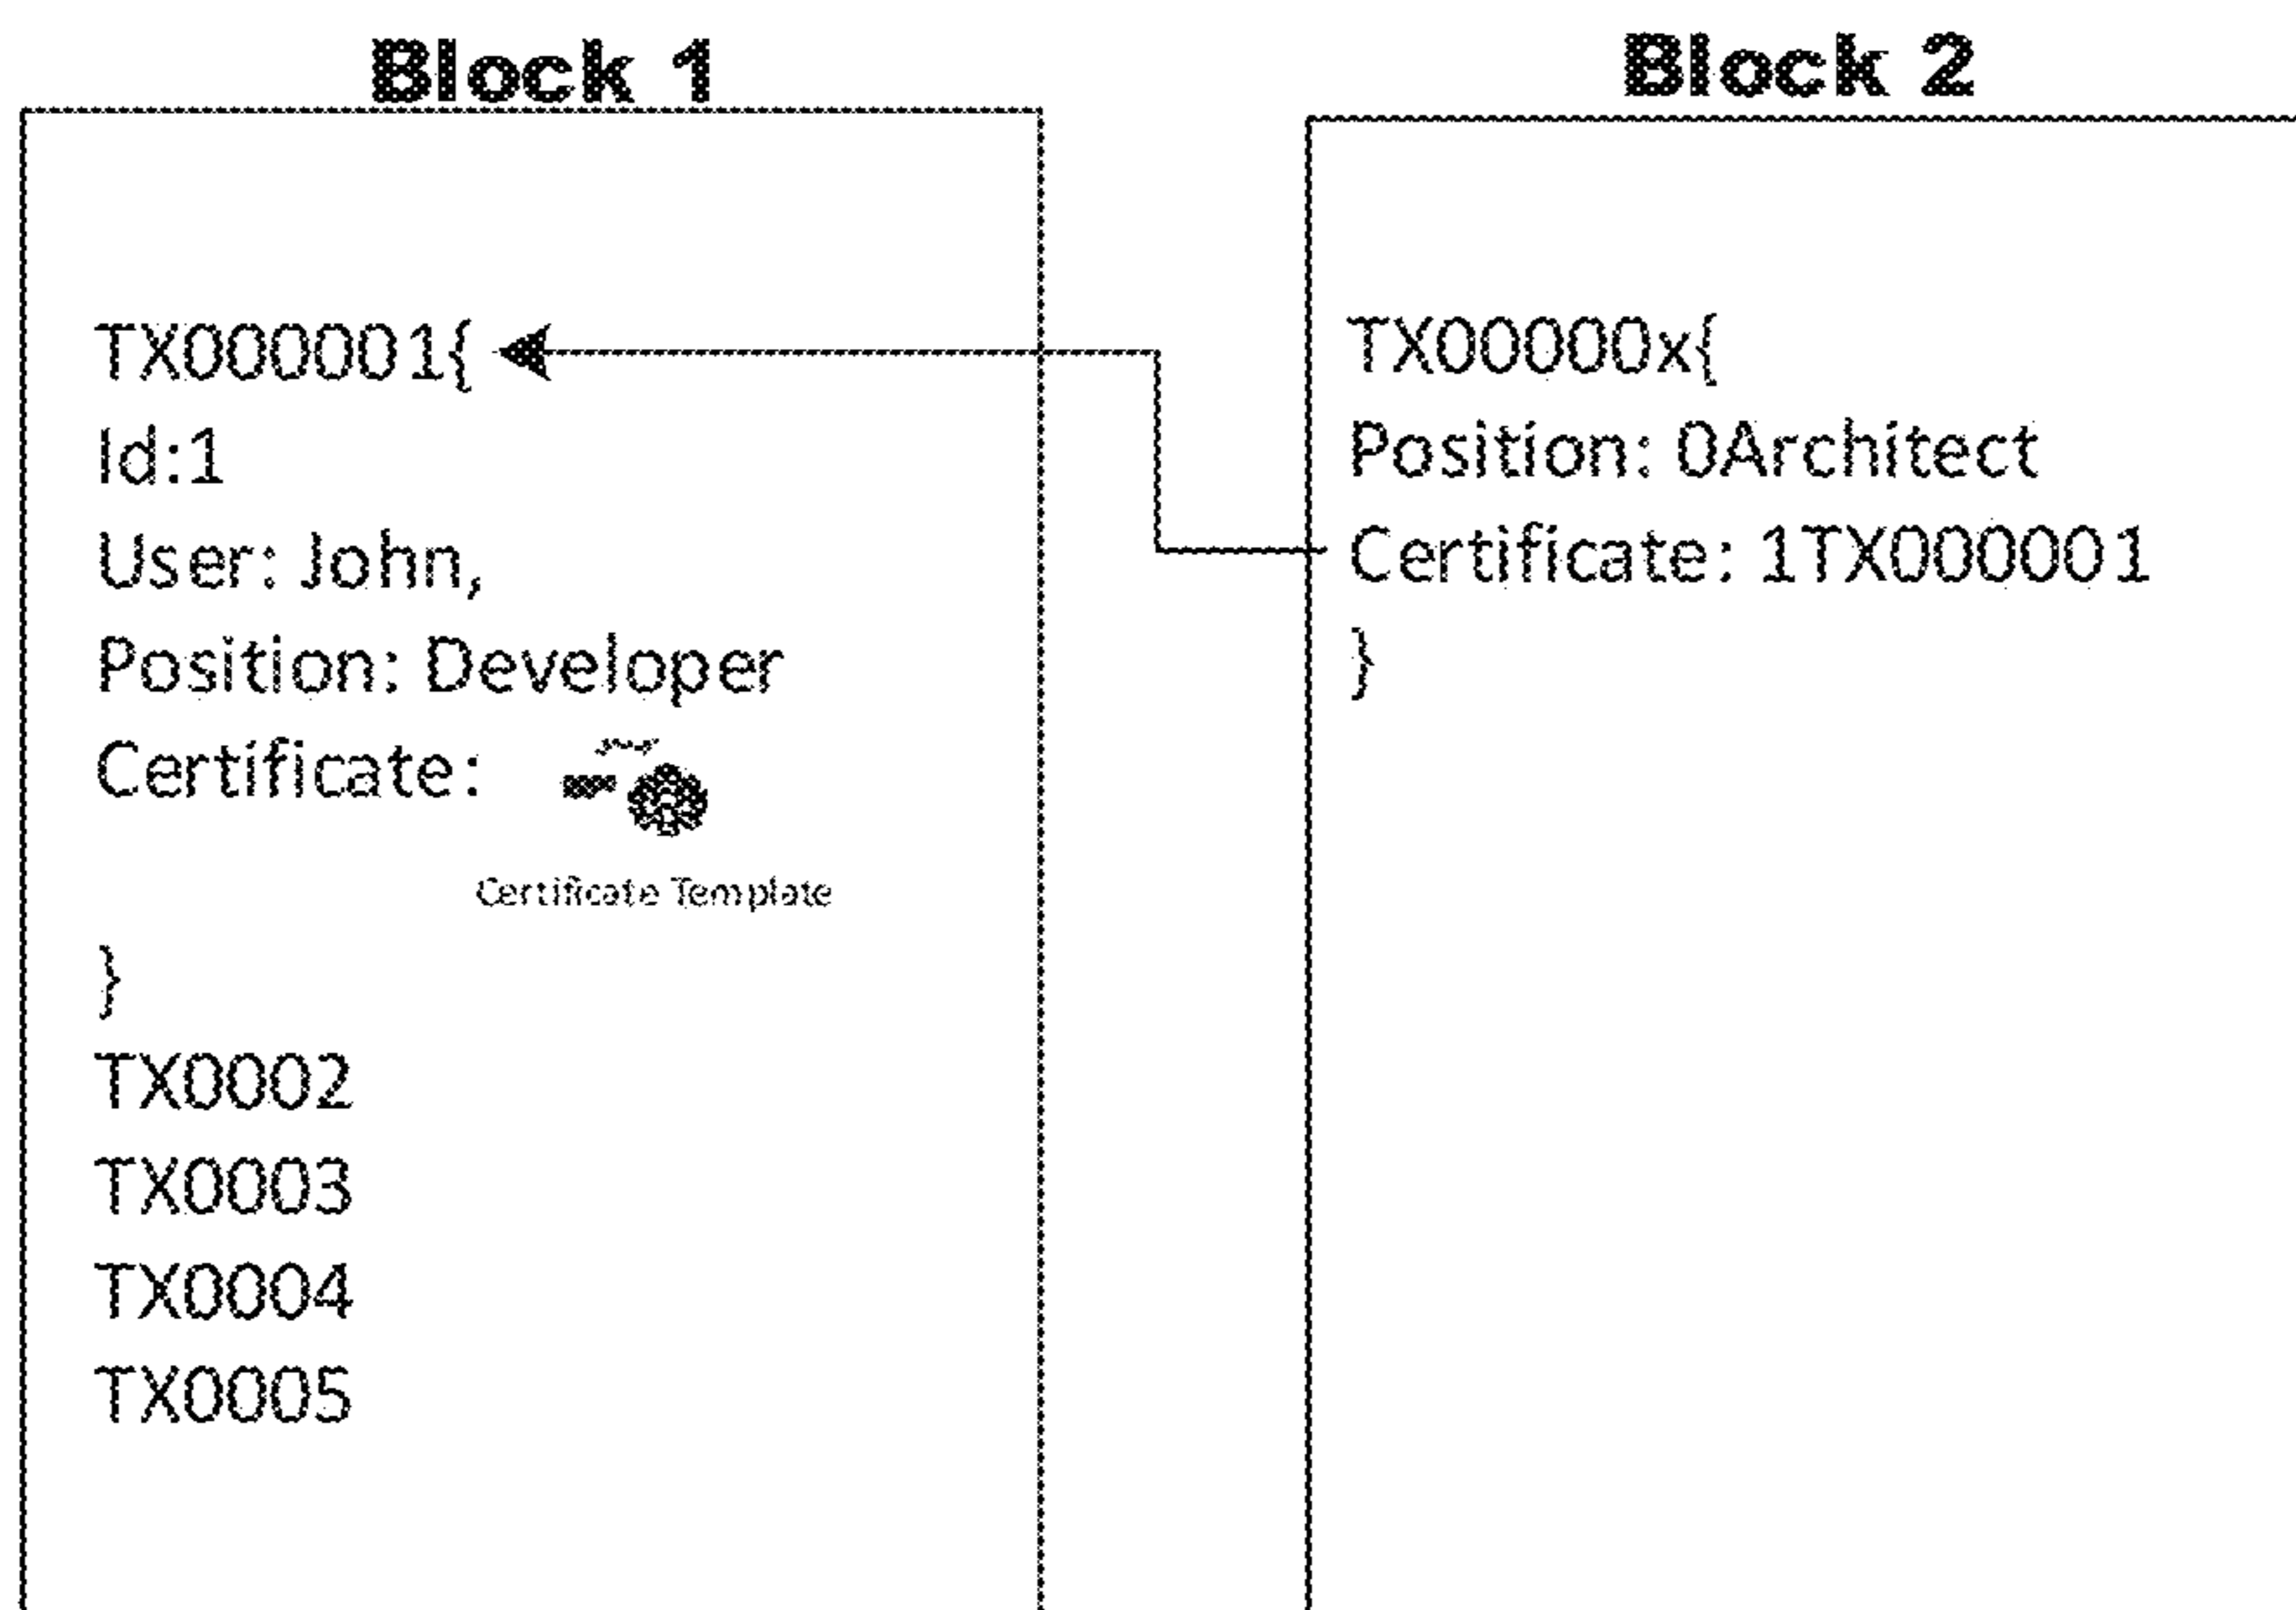 Block 1
TX000001{
Id:1
User: John,
Position: Developer
Certificate:
Certificate Template
}
TX0002
TX0003
TX0004
TX0005
Block 2
TX00000x{
Position: 0Architect
Certificate: 1TX000001
}